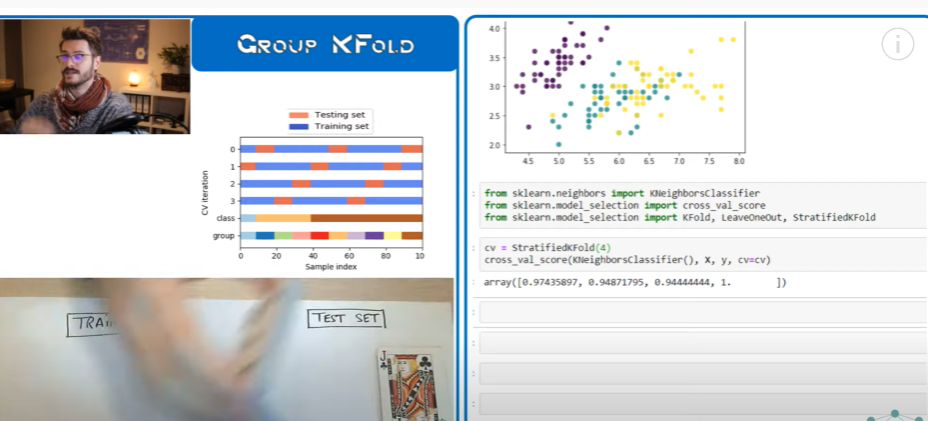 GROUP KFOLD
Testing set
Training set
CV iteration
0
1
2
3
class
group
0 20 40 60 80 10
Sample index
TEST SET
J
4.0
3.5
3.0
2.5
2.0
4.5 5.0 5.5 6.0 6.5 7.0 7.5 8.0
from sklearn.neighbors import KNeighborsClassifier
from sklearn.model_selection import cross_val_score
from sklearn.model_selection import KFold, LeaveOneOut, StratifiedKFold
cv = StratifiedKFold(4)
cross_val_score(KNeighborsClassifier(), X, y, cv=cv)
array([0.97435897, 0.94871795, 0.94444444, 1. ])
i